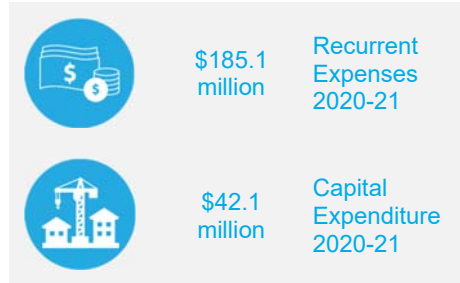 $185.1
million
Recurrent
Expenses
2020-21
$42.1
million
Capital
Expenditure
2020-21